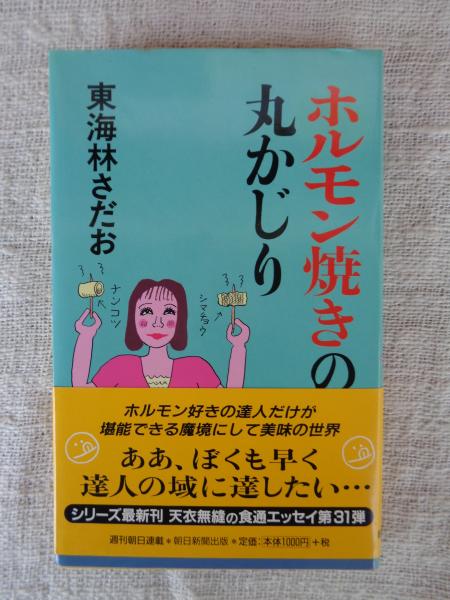 ホルモン焼きの
丸かじり
東海林さだお
ナンコツ
シマチョウ
ホルモン好きの達人だけが
堪能できる魔境にして美味の世界
ああ、ぼくも早く
達人の域に達したい…
シリーズ最新刊 天衣無縫の食通エッセイ第31弾
週刊朝日連載*朝日新聞出版*定価:本体1000円+税